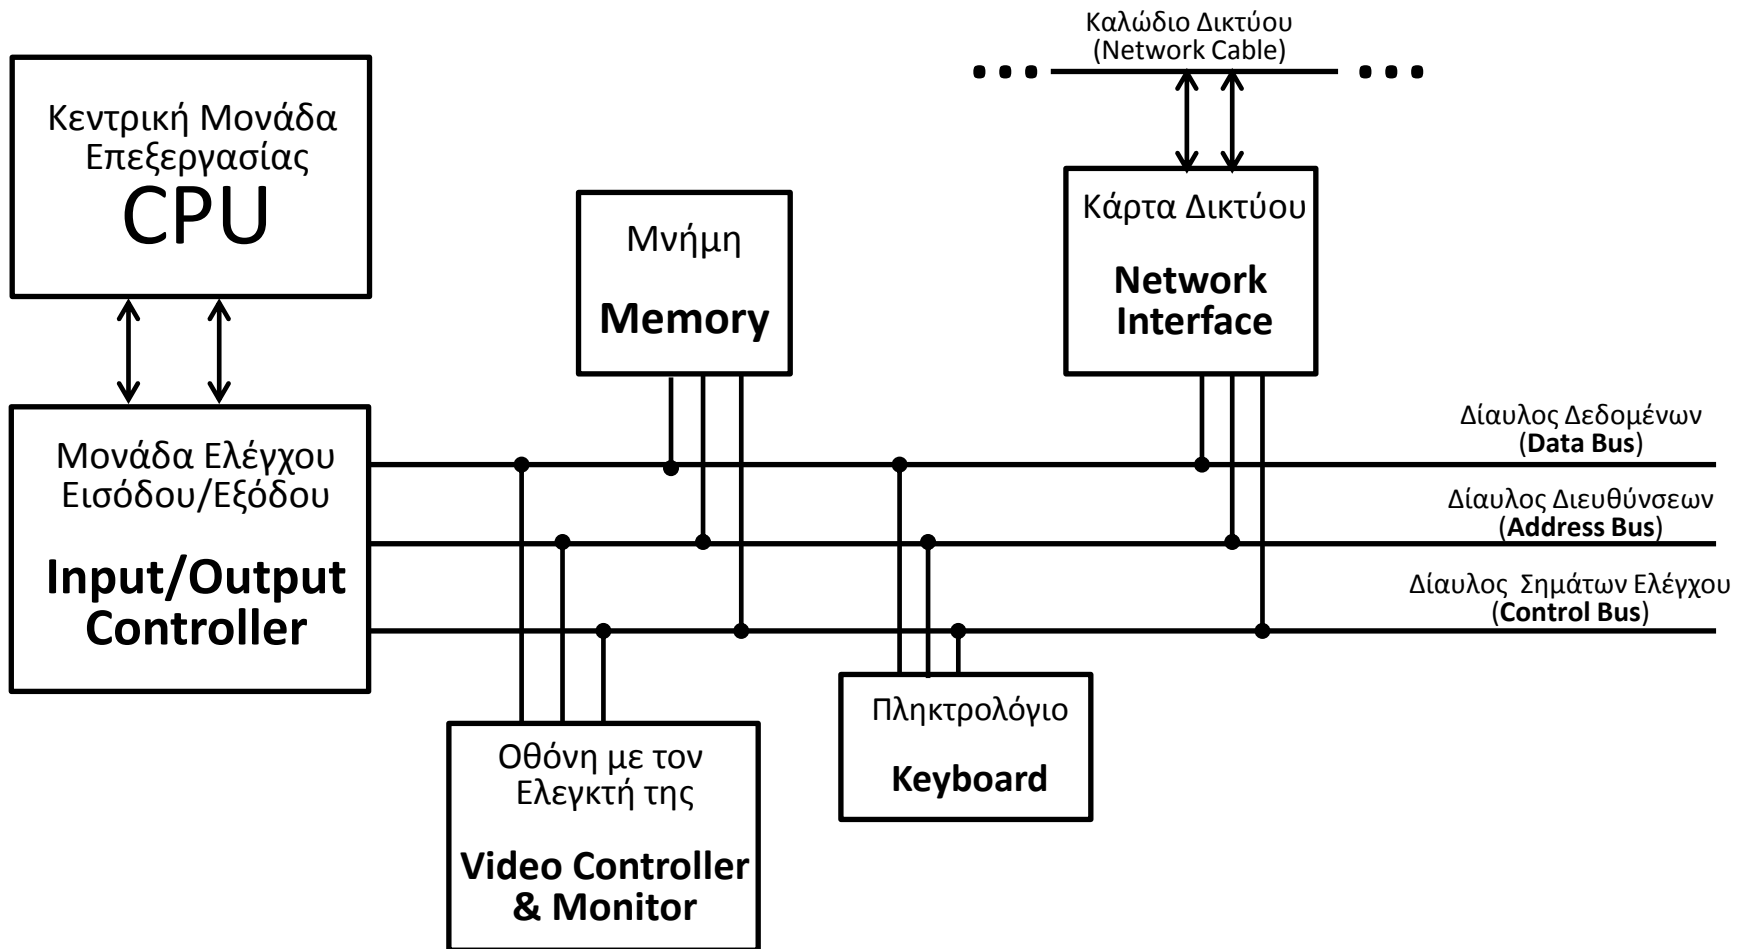 Καλώδιο Δικτύου
(Network Cable)
Κεντρική Μονάδα
Επεξεργασίας
CPU
Μνήμη
Memory
Κάρτα Δικτύου
Network
Interface
Μονάδα Ελέγχου
Εισόδου/Εξόδου
Input/Output
Controller
Δίαυλος Δεδομένων
(Data Bus)
Δίαυλος Διευθύνσεων
(Address Bus)
Δίαυλος Σημάτων Ελέγχου
(Control Bus)
Οθόνη με τον
Ελεγκτή της
Video Controller
& Monitor
Πληκτρολόγιο
Keyboard